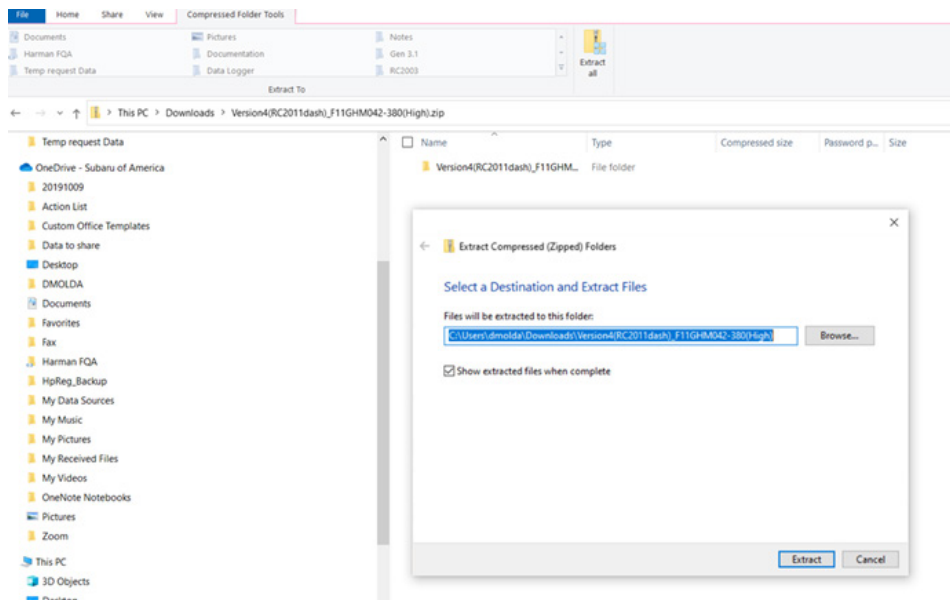 File Home Share View Compressed Folder Tools
Documents Pictures Notes
Harman FQA Documentation Gen 3.1
Temp request Data Data Logger RC2003
Extract all
Extract To
This PC > Downloads > Version4(RC2011dash)_F11GHM042-380(High).zip
Temp request Data
OneDrive - Subaru of America
20191009
Action List
Custom Office Templates
Data to share
Desktop
DMOLDA
Documents
Favorites
Fax
Harman FQA
HpReg_Backup
My Data Sources
My Music
My Pictures
My Received Files
My Videos
OneNote Notebooks
Pictures
Zoom
This PC
3D Objects
Desktop
Name Type Compressed size Password p... Size
Version4(RC2011dash)_F11GHM... File folder
Extract Compressed (Zipped) Folders
Select a Destination and Extract Files
Files will be extracted to this folder:
C:\Users\dmolda\Downloads\Version4(RC2011dash)_F11GHM042-380(High) Browse...
Show extracted files when complete
Extract Cancel